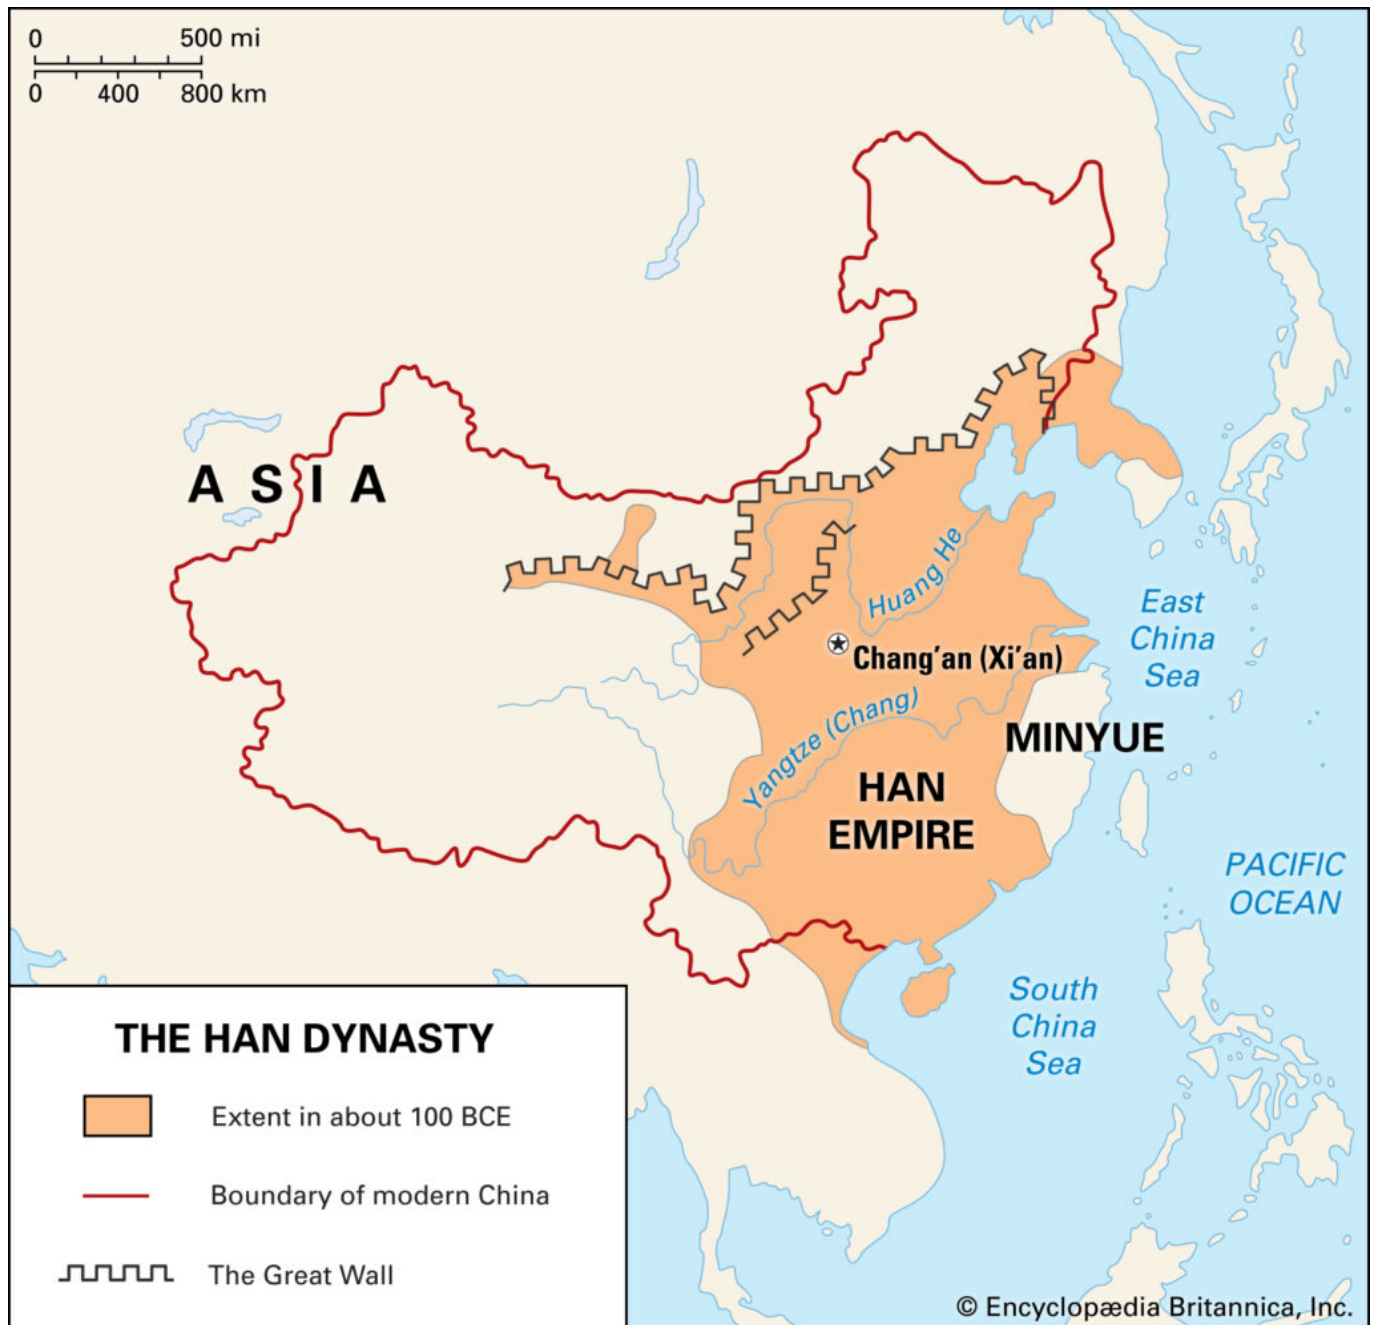 0 500 mi
0 400 800 km
ASIA
Huang He
East
China
Sea
Chang’an (Xi’an)
Yangtze (Chang)
MINYUE
HAN
EMPIRE
PACIFIC
OCEAN
South
China
Sea
THE HAN DYNASTY
Extent in about 100 BCE
Boundary of modern China
The Great Wall
© Encyclopædia Britannica, Inc.